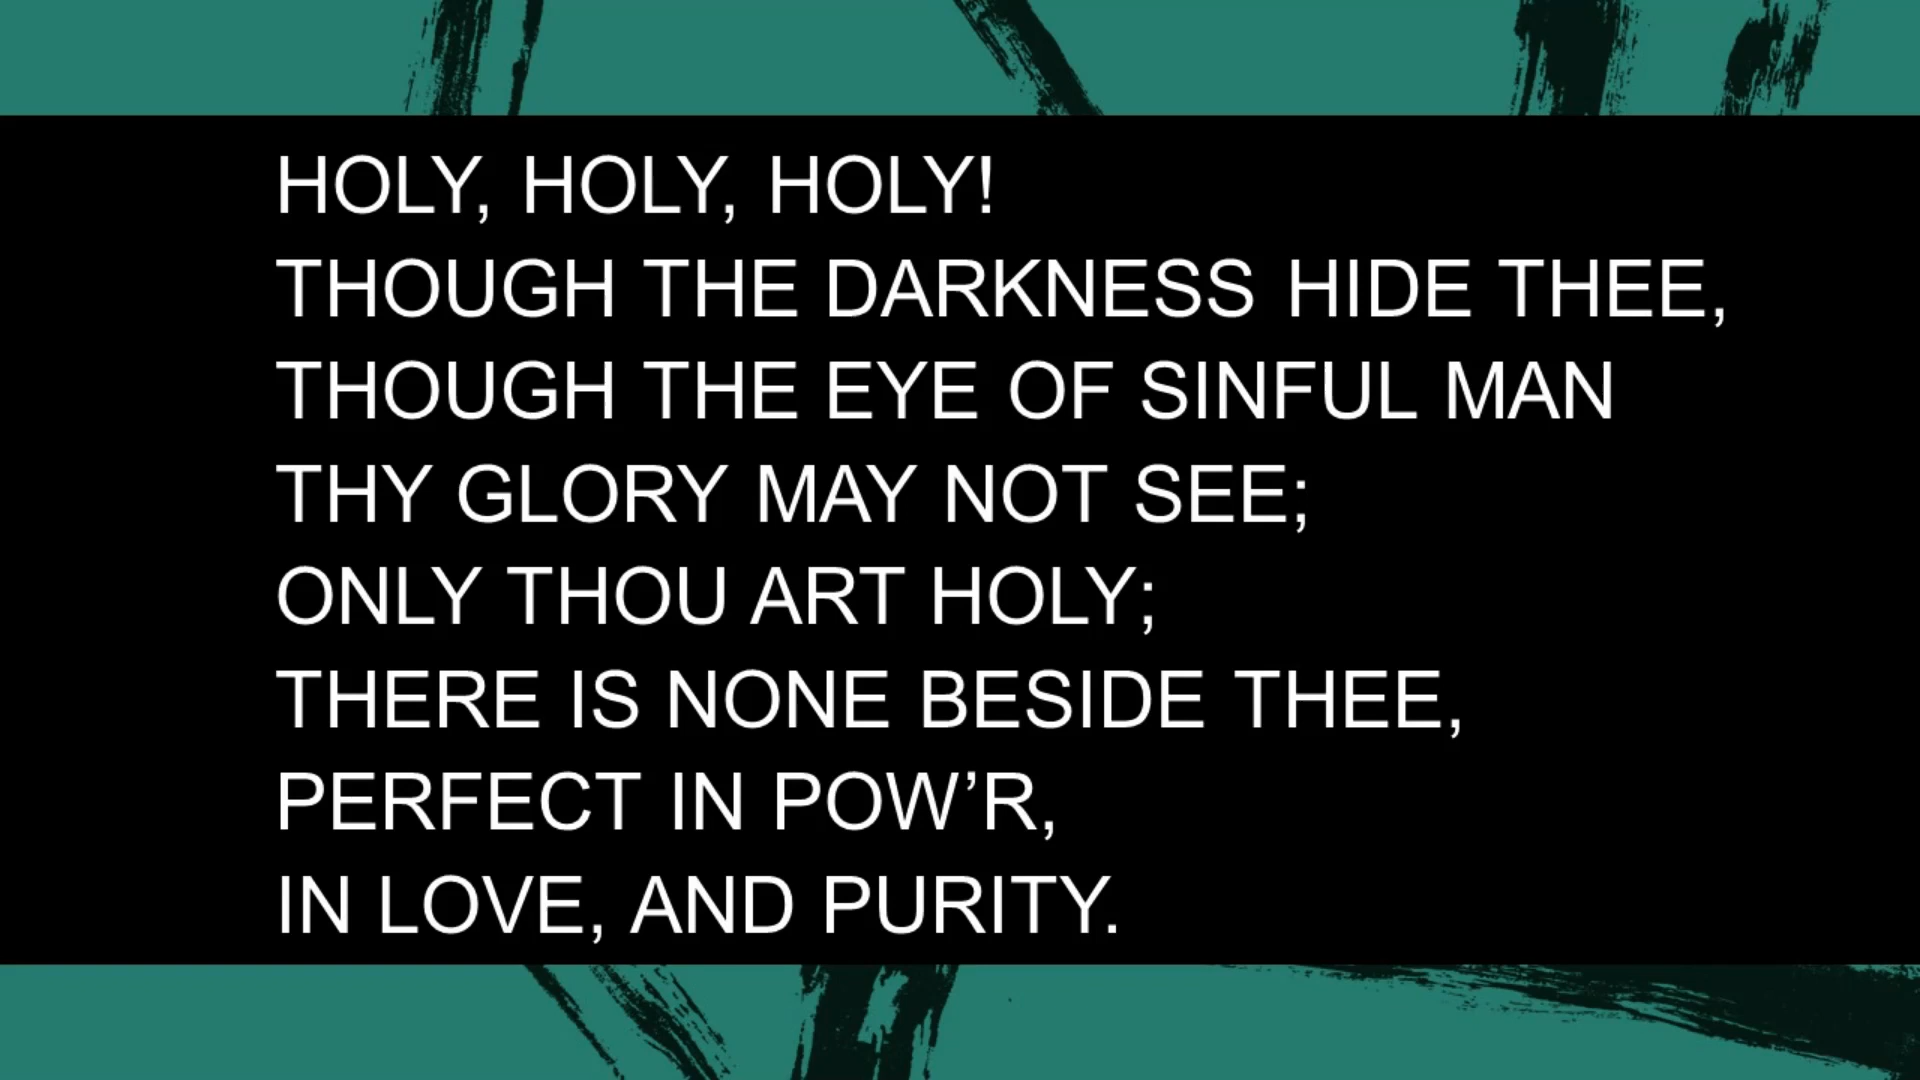 HOLY, HOLY, HOLY!
THOUGH THE DARKNESS HIDE THEE,
THOUGH THE EYE OF SINFUL MAN
THY GLORY MAY NOT SEE;
ONLY THOU ART HOLY;
THERE IS NONE BESIDE THEE,
PERFECT IN POW’R,
IN LOVE, AND PURITY.